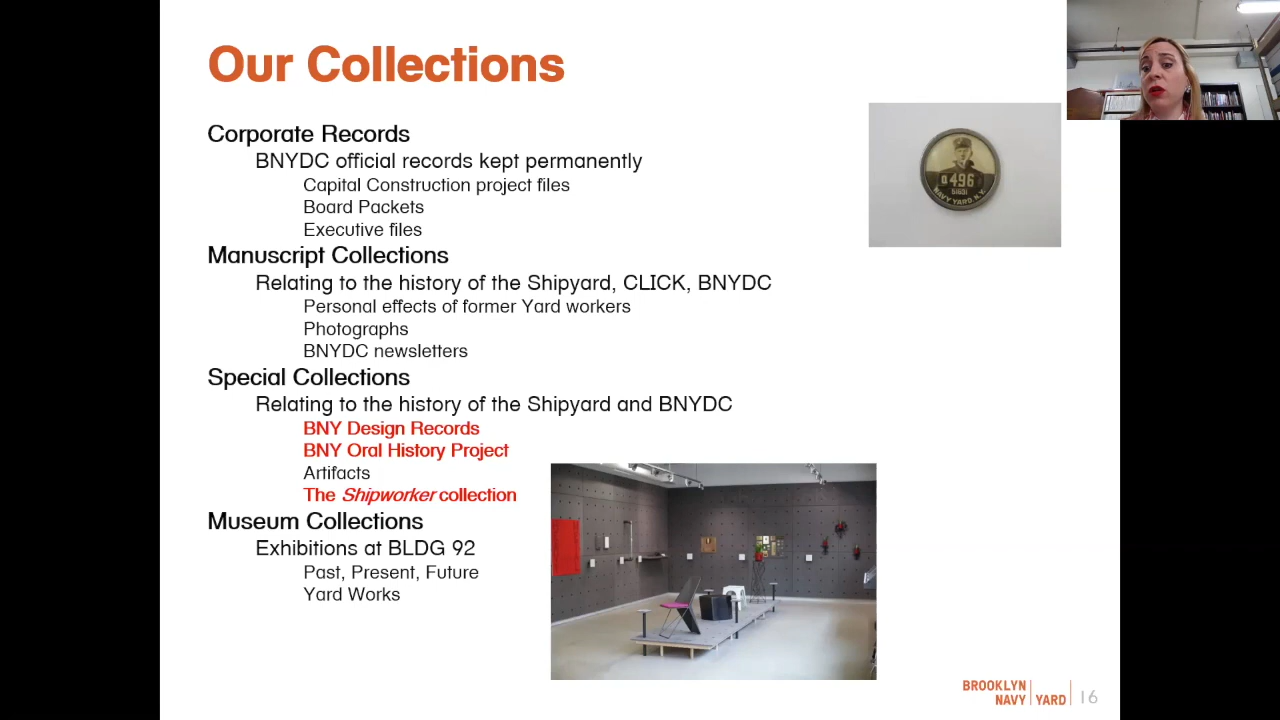 Our Collections
Corporate Records
BNYDC official records kept permanently
Capital Construction project files
Board Packets
Executive files
Manuscript Collections
Relating to the history of the Shipyard, CLICK, BNYDC
Personal effects of former Yard workers
Photographs
BNYDC newsletters
Special Collections
Relating to the history of the Shipyard and BNYDC
BNY Design Records
BNY Oral History Project
Artifacts
The Shipworker collection
Museum Collections
Exhibitions at BLDG 92
Past, Present, Future
Yard Works
496
NAVY YARD, N.Y.
BROOKLYN
NAVY YARD
16